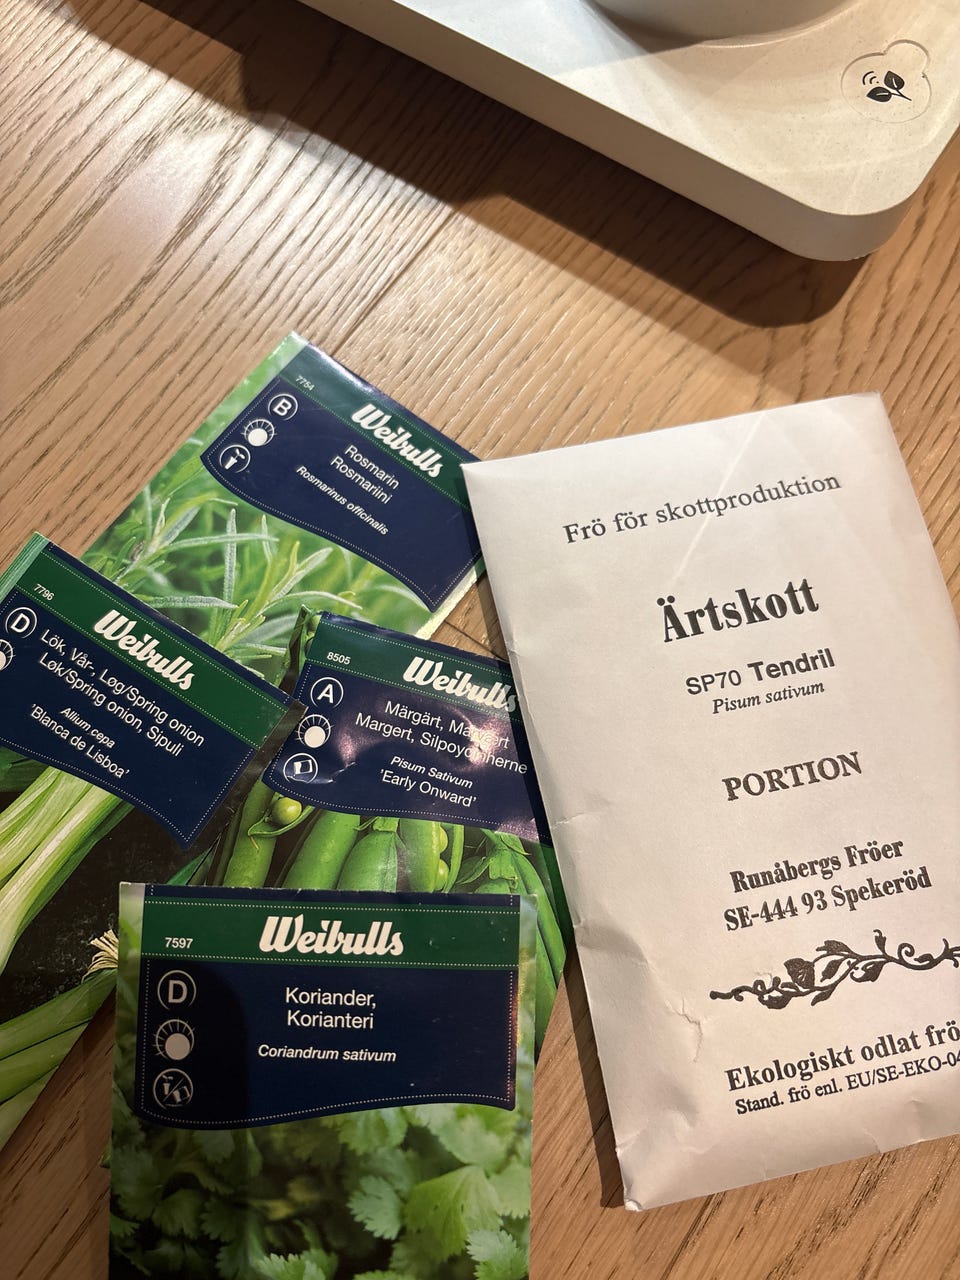 7754
B
Weibulls
Rosmarin
Rosmariini
Rosmarinus officinalis
7796
D
Weibulls
Lök, Vår-, Løg/Spring onion
Løk/Spring onion, Sipuli
Allium cepa
'Blanca de Lisboa'
8505
A
Weibulls
Märgärt,
Margert,
Pisum Sativum
'Early Onward'
7597
Weibulls
D
Koriander,
Korianteri
Coriandrum sativum
Frö för skottproduktion
Ärtskott
SP70 Tendril
Pisum sativum
PORTION
Runåbergs Fröer
SE-444 93 Spekeröd
Ekologiskt odlat frö
Stand. frö enl. EU/SE-EKO-04